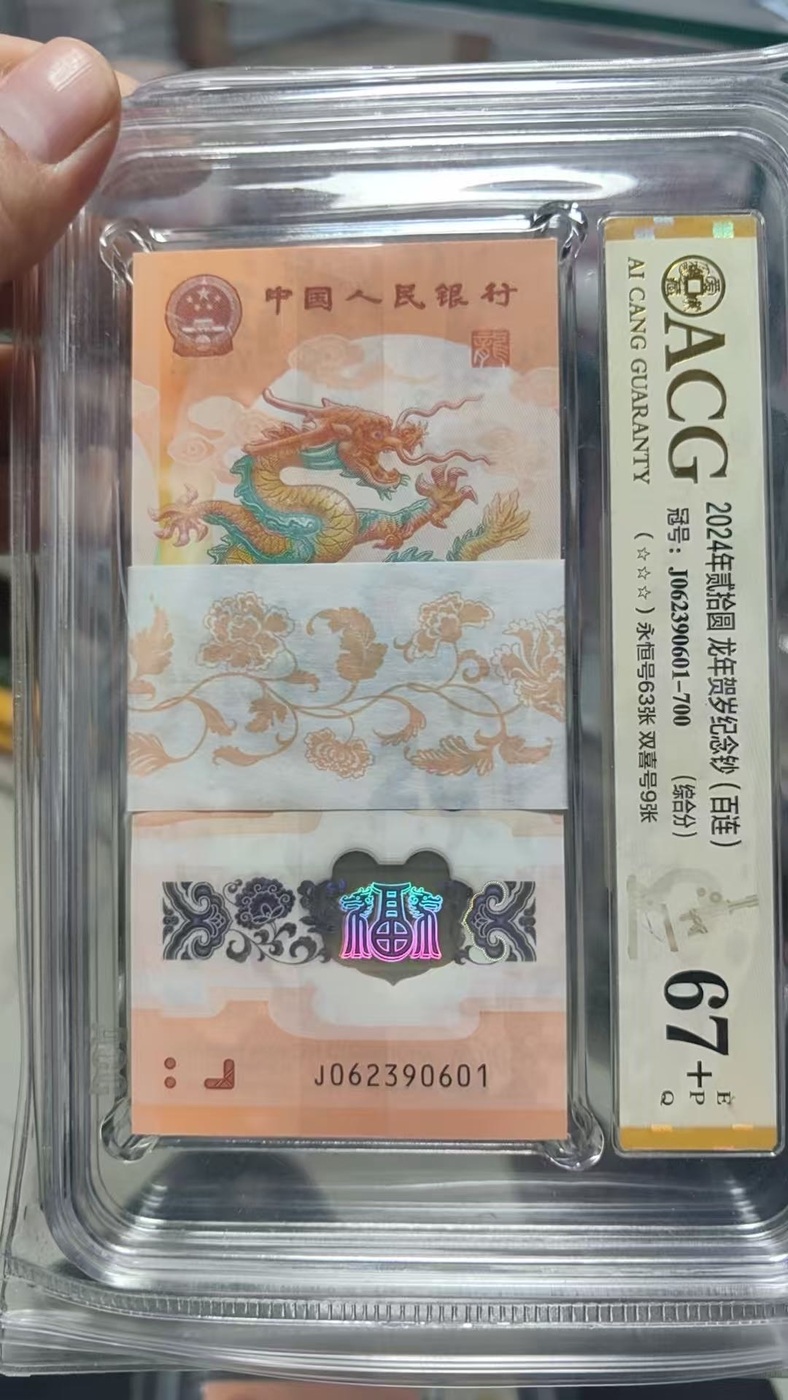 中国人民银行
龍
J062390601
ACG
AI CANG GUARANTY
2024年贰拾圆 龙年贺岁纪念钞（百连）
冠号：J062390601-700 （综合分）
（☆☆☆）永恒号63张 双喜号9张
67+
E
P
Q